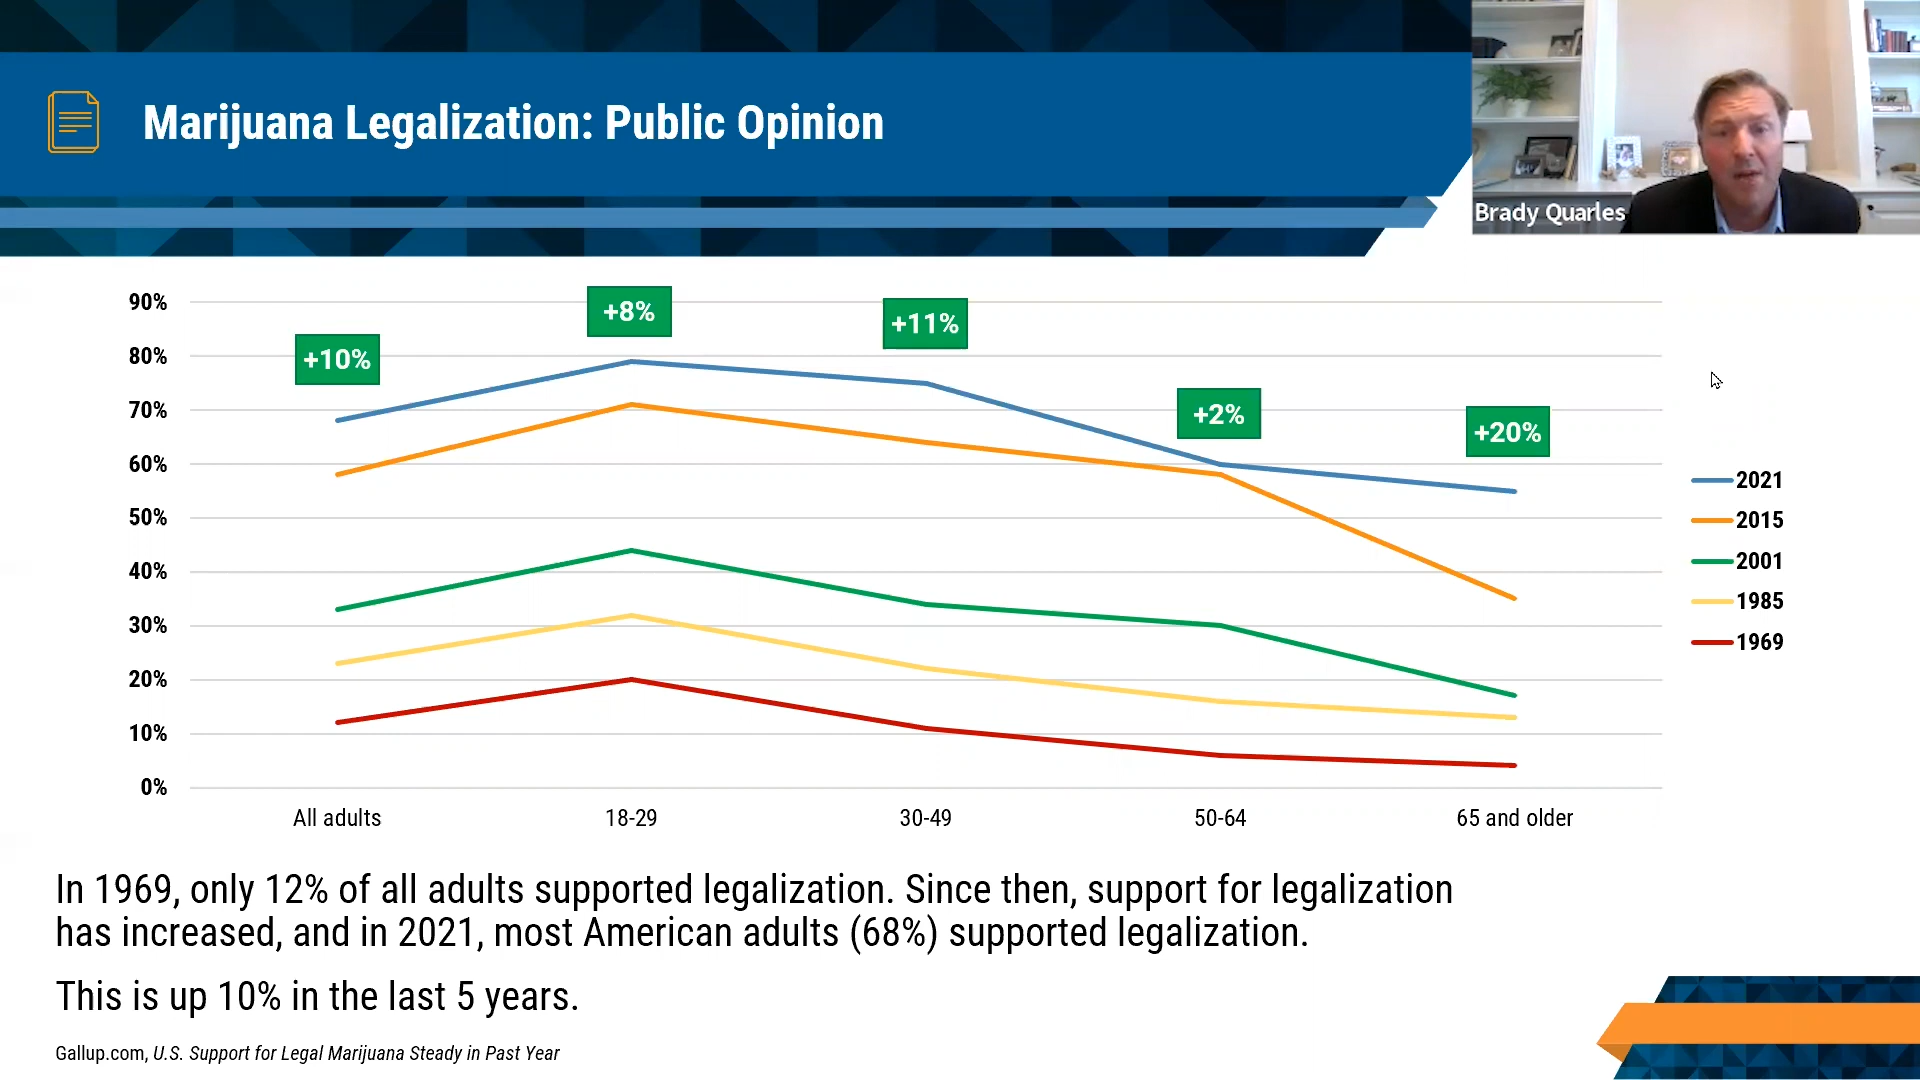 Marijuana Legalization: Public Opinion
Brady Quarles
90%
80%
70%
60%
50%
40%
30%
20%
10%
0%
+10%
+8%
+11%
+2%
+20%
2021
2015
2001
1985
1969
All adults
18-29
30-49
50-64
65 and older
In 1969, only 12% of all adults supported legalization. Since then, support for legalization
has increased, and in 2021, most American adults (68%) supported legalization.
This is up 10% in the last 5 years.
Gallup.com, U.S. Support for Legal Marijuana Steady in Past Year